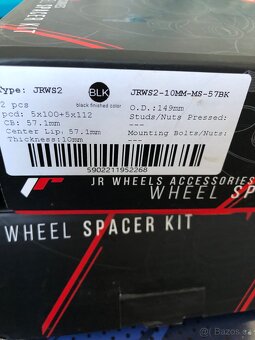 Type: JRWS2
BLK
black finished color
JRWS2-10MM-MS-57BK
2 pcs
pcd: 5x100+5x112
CB: 57.1mm
Center Lip. 57.1mm
Thickness:10mm
O.D.:149mm
Studs/Nuts Pressed:
---
Mounting Bolts/Nuts:
---
5902211952268
JR WHEELS ACCESSORIES
WHEEL SP
WHEEL SPACER KIT